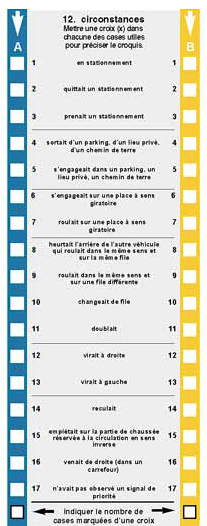 12. circonstances
Mettre une croix (x) dans
chacune des cases utiles
pour préciser le croquis.
A B
1 en stationnement 1
2 quittait un stationnement 2
3 prenait un stationnement 3
4 sortait d'un parking, d'un lieu privé, 4
d'un chemin de terre
5 s'engageait dans un parking, un 5
lieu privé, un chemin de terre
6 s'engageait sur une place à sens 6
giratoire
7 roulait sur une place à sens 7
giratoire
heurtait l'arrière de l'autre véhicule
8 qui roulait dans le même sens et 8
sur la même file
9 roulait dans le même sens et 9
sur une file différente
10 changeait de file 10
11 doublait 11
12 virait à droite 12
13 virait à gauche 13
14 reculait 14
15 empiétait sur la partie de chaussée 15
réservée à la circulation en sens
inverse
16 venait de droite (dans un 16
carrefour)
17 n'avait pas observé un signal de 17
priorité
Indiquer le nombre de
cases marquées d'une croix